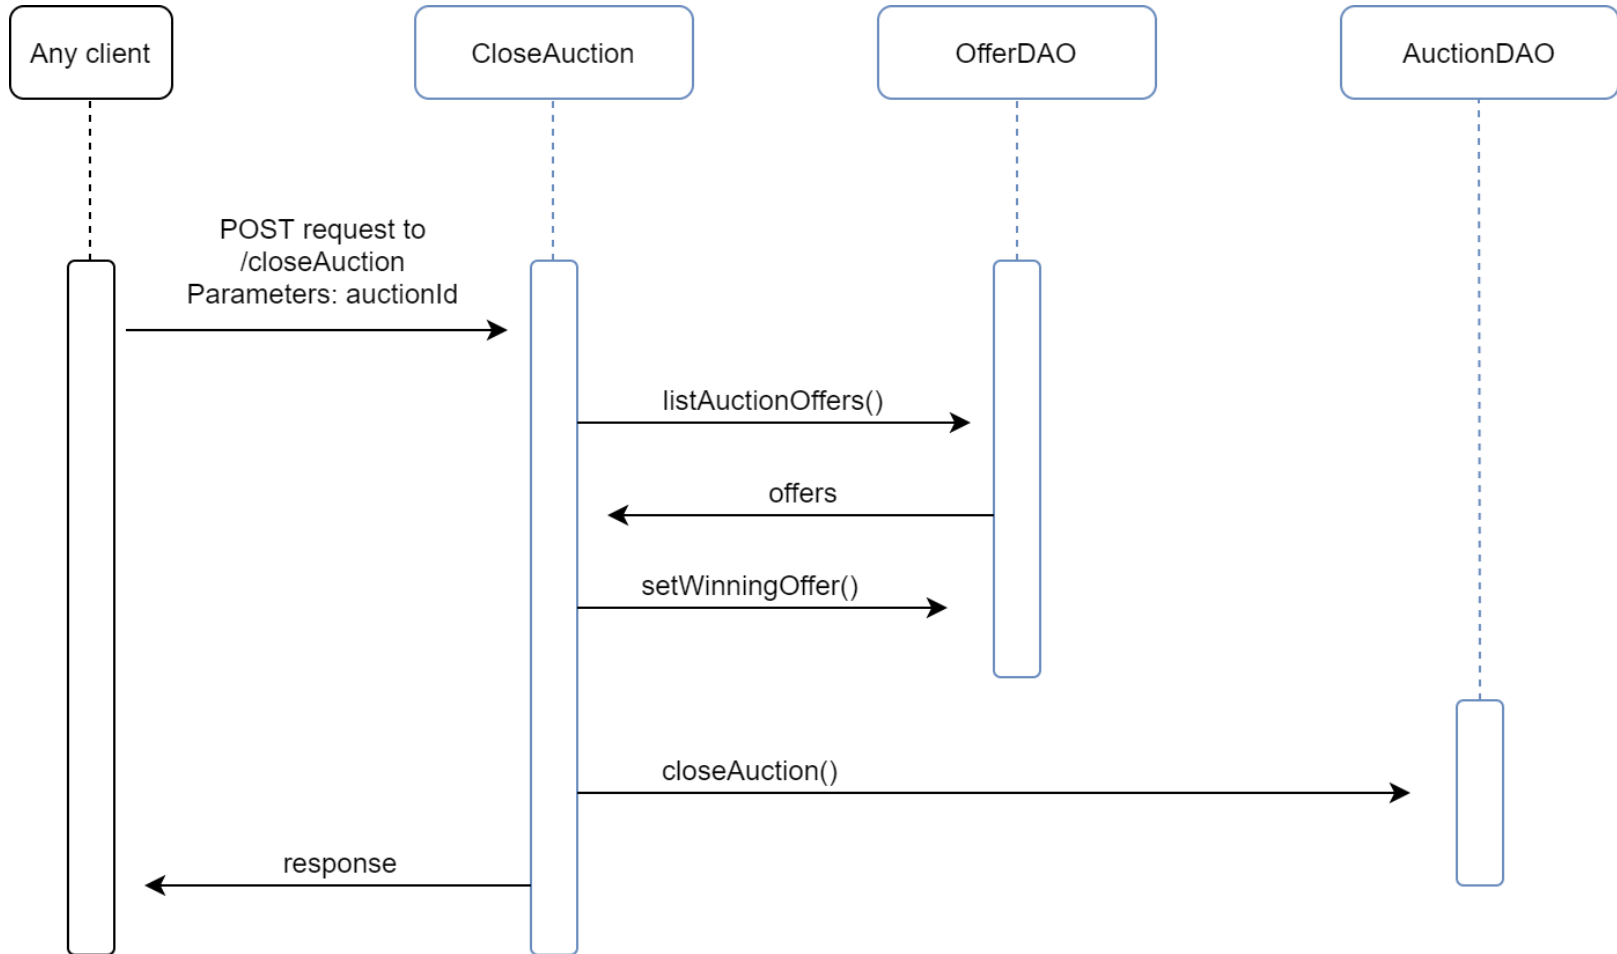 Any client
CloseAuction
OfferDAO
AuctionDAO
POST request to
/closeAuction
Parameters: auctionId
listAuctionOffers()
offers
setWinningOffer()
closeAuction()
response